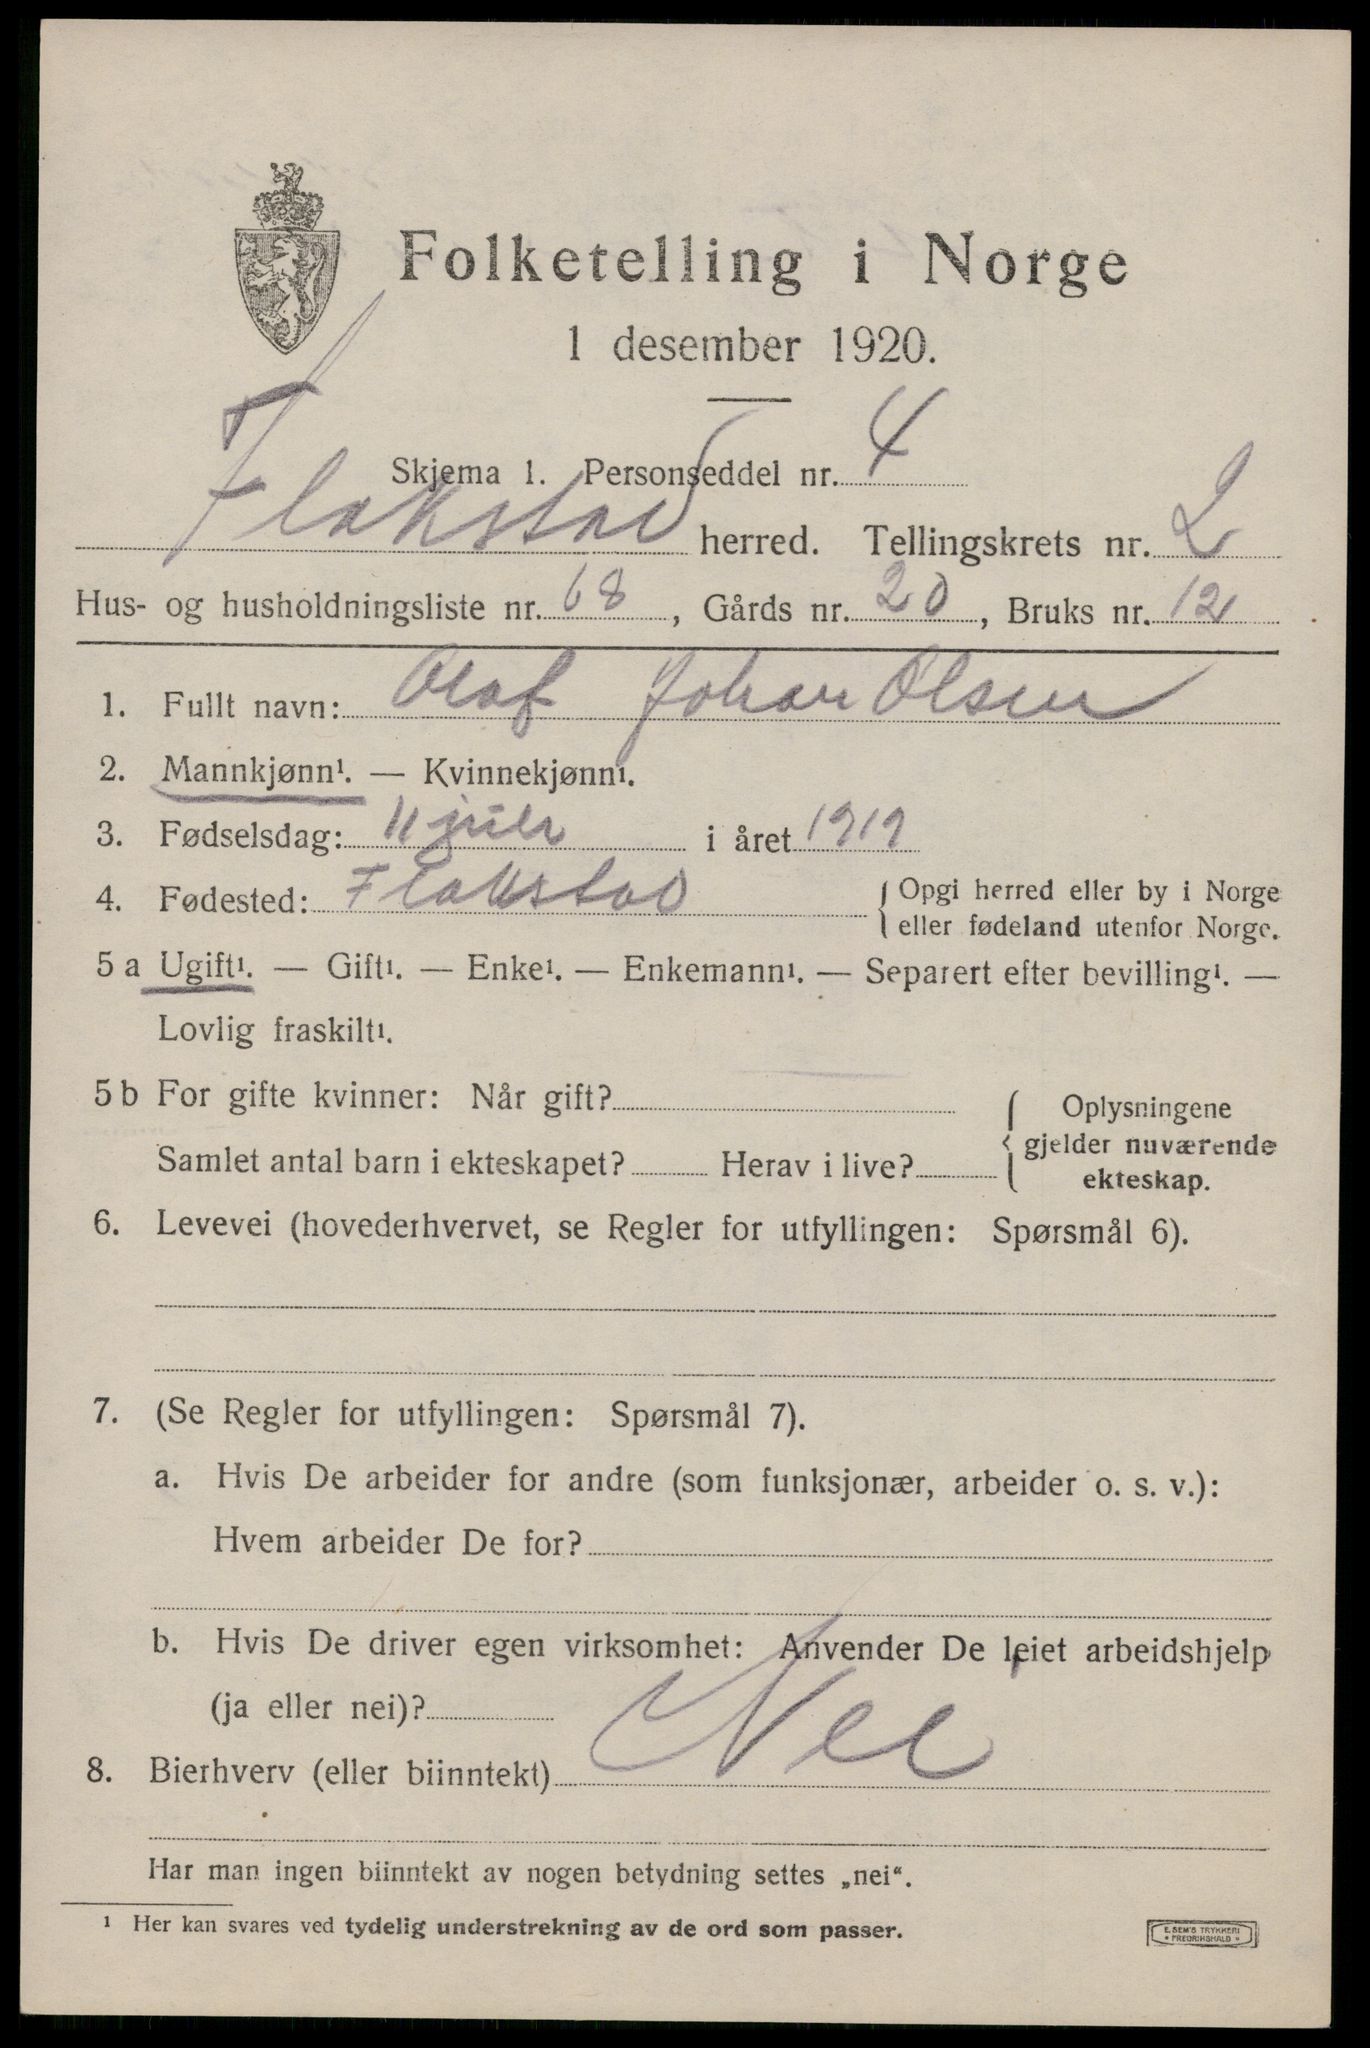 Folketelling i Norge
1 desember 1920.
Skjema 1. Personseddel nr. 4
Flakstad herred. Tellingskrets nr. 2
Hus- og husholdningsliste nr. 68, Gårds nr. 20, Bruks nr. 12
1. Fullt navn: Olaf Johan Olsen
2. Mannkjønn¹. — Kvinnekjønn¹.
3. Fødselsdag: 11 juli i året 1919
4. Fødested: Flakstad { Opgi herred eller by i Norge
eller fødeland utenfor Norge.
5 a Ugift¹. — Gift¹. — Enke¹. — Enkemann¹. — Separert efter bevilling¹. —
Lovlig fraskilt¹.
5 b For gifte kvinner: Når gift? { Oplysningene
gjelder nuværende
Samlet antal barn i ekteskapet? Herav i live?
ekteskap.
6. Levevei (hovederhvervet, se Regler for utfyllingen: Spørsmål 6).
7. (Se Regler for utfyllingen: Spørsmål 7).
a. Hvis De arbeider for andre (som funksjonær, arbeider o. s. v.):
Hvem arbeider De for?
b. Hvis De driver egen virksomhet: Anvender De leiet arbeidshjelp
(ja eller nei)?
8. Bierhverv (eller biinntekt) Nei
Har man ingen biinntekt av nogen betydning settes „nei“.
¹ Her kan svares ved tydelig understrekning av de ord som passer.
E. SEM'S TRYKKERI
* FREDRIKSHALD *